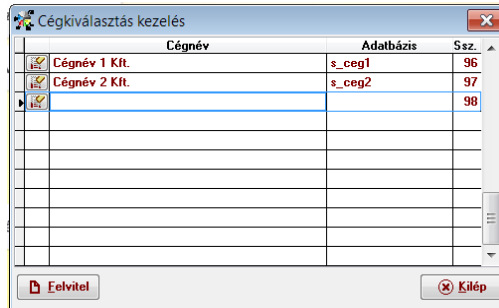 Cégkiválasztás kezelés
Cégnév Adatbázis Ssz.
Cégnév 1 Kft. s_ceg1 96
Cégnév 2 Kft. s_ceg2 97
98
Felvitel Kilép